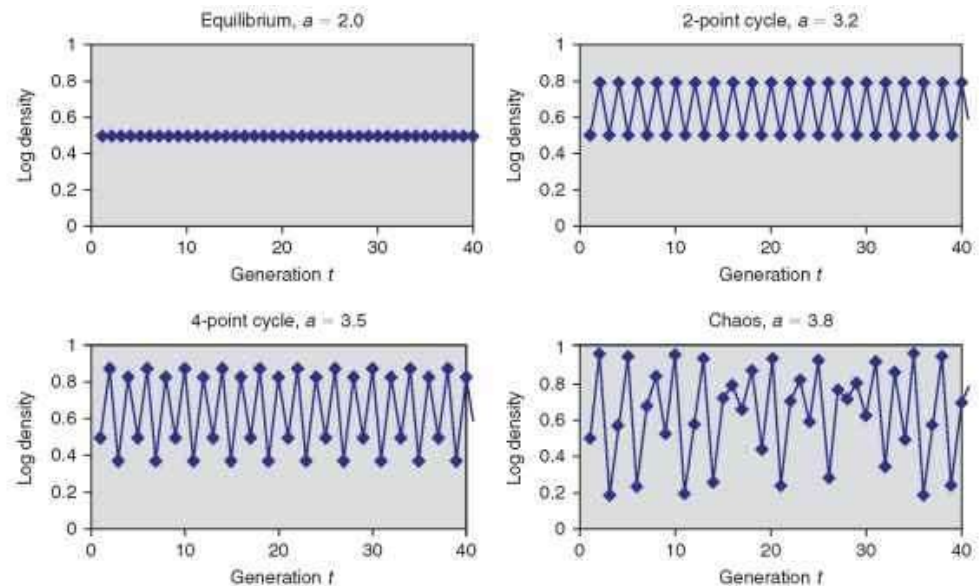 Equilibrium, a = 2.0
Log density
1
0.8
0.6
0.4
0.2
0
0 10 20 30 40
Generation t
2-point cycle, a = 3.2
Log density
1
0.8
0.6
0.4
0.2
0
0 10 20 30 40
Generation t
4-point cycle, a = 3.5
Log density
1
0.8
0.6
0.4
0.2
0
0 10 20 30 40
Generation t
Chaos, a = 3.8
Log density
1
0.8
0.6
0.4
0.2
0
0 10 20 30 40
Generation t